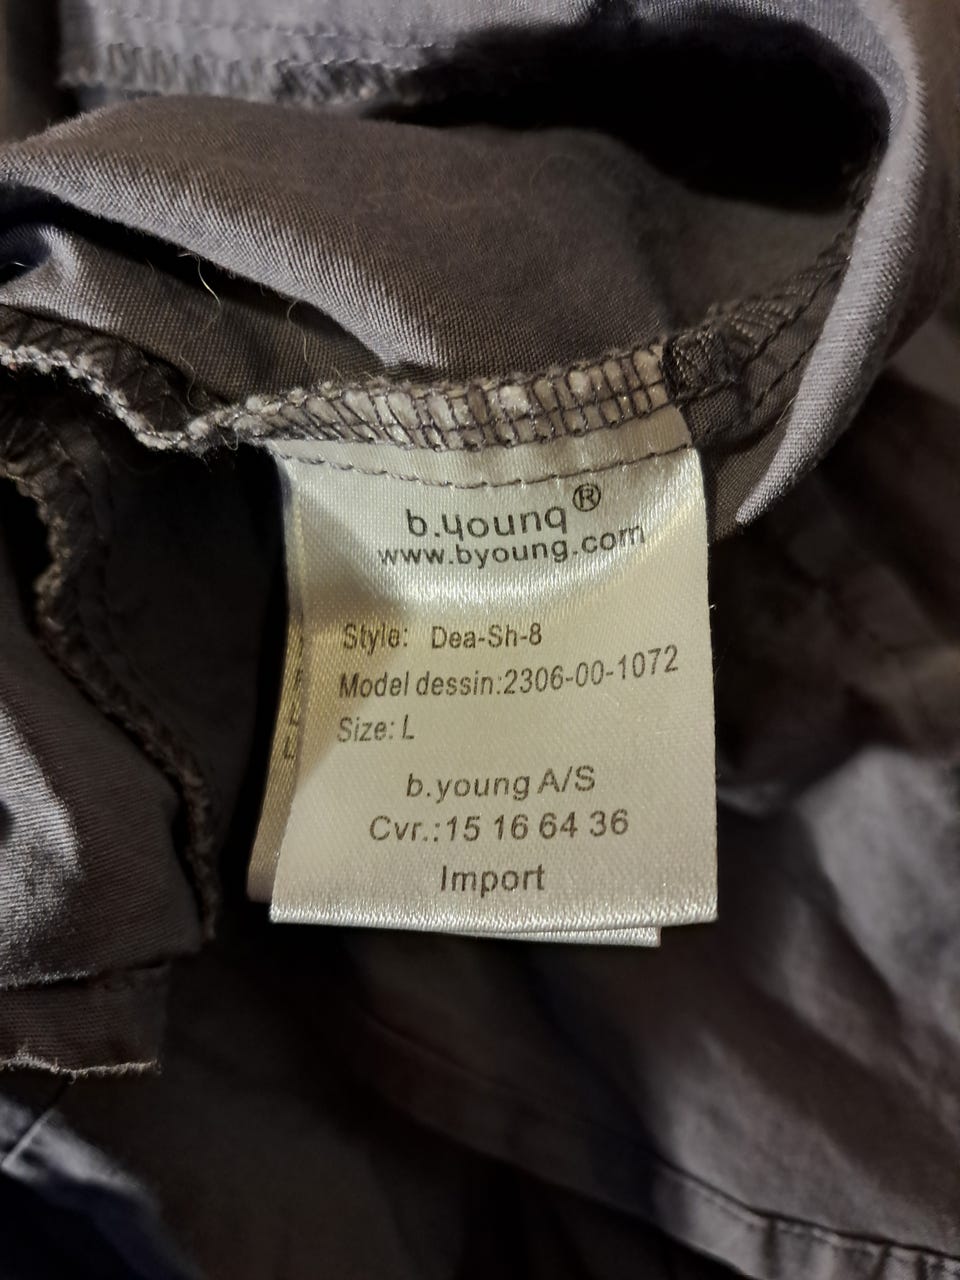 b.young®
www.byoung.com
Style: Dea-Sh-8
Model dessin:2306-00-1072
Size: L
b.young A/S
Cvr.:15 16 64 36
Import